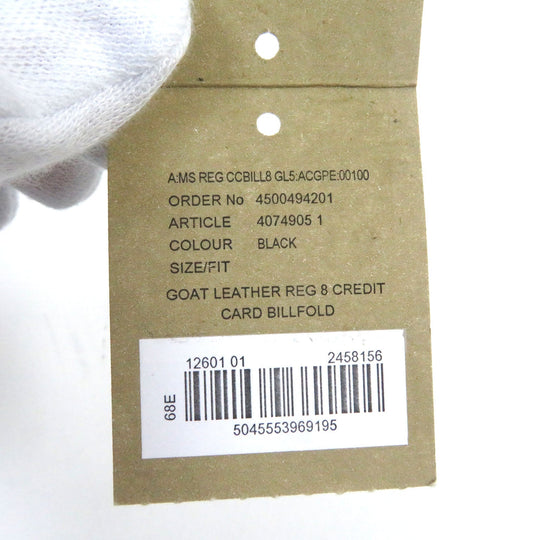 A:MS REG CCBILL8 GL5:ACGPE:00100
ORDER No 4500494201
ARTICLE 4074905 1
COLOUR BLACK
SIZE/FIT
GOAT LEATHER REG 8 CREDIT
CARD BILLFOLD
12601 01 2458156
68E
5045553969195